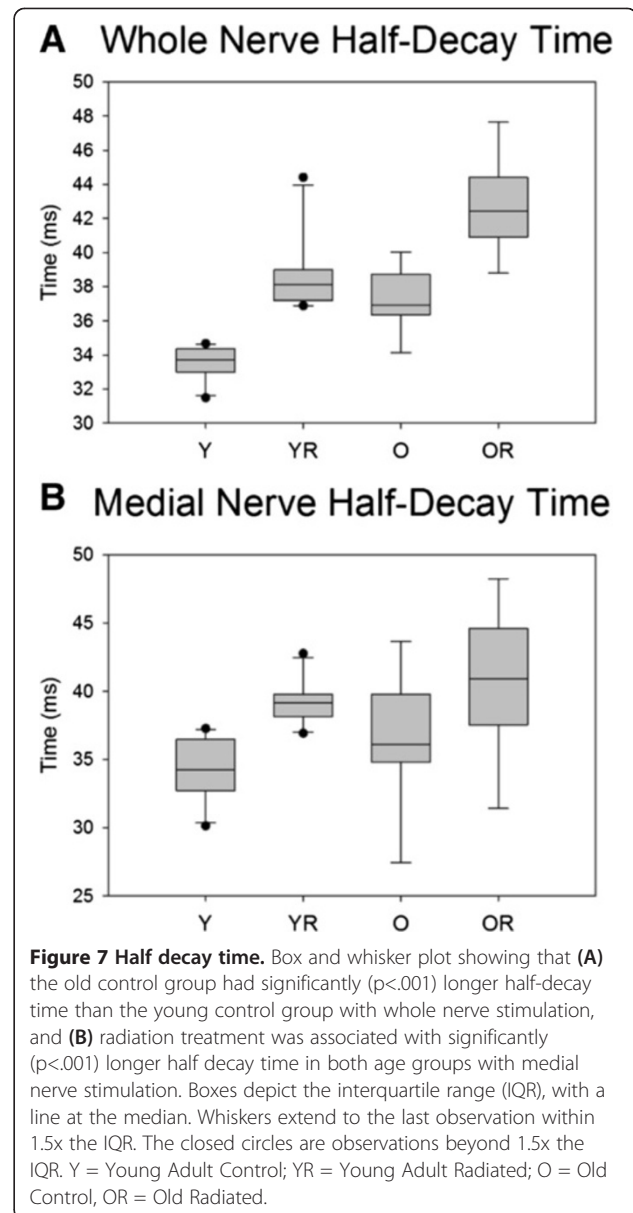 A Whole Nerve Half-Decay Time
50
48
46
44
42
40
38
36
34
32
30
Time (ms)
Y YR O OR
B Medial Nerve Half-Decay Time
50
45
40
35
30
25
Time (ms)
Y YR O OR
Figure 7 Half decay time. Box and whisker plot showing that (A)
the old control group had significantly (p<.001) longer half-decay
time than the young control group with whole nerve stimulation,
and (B) radiation treatment was associated with significantly
(p<.001) longer half decay time in both age groups with medial
nerve stimulation. Boxes depict the interquartile range (IQR), with a
line at the median. Whiskers extend to the last observation within
1.5x the IQR. The closed circles are observations beyond 1.5x the
IQR. Y = Young Adult Control; YR = Young Adult Radiated; O = Old
Control, OR = Old Radiated.